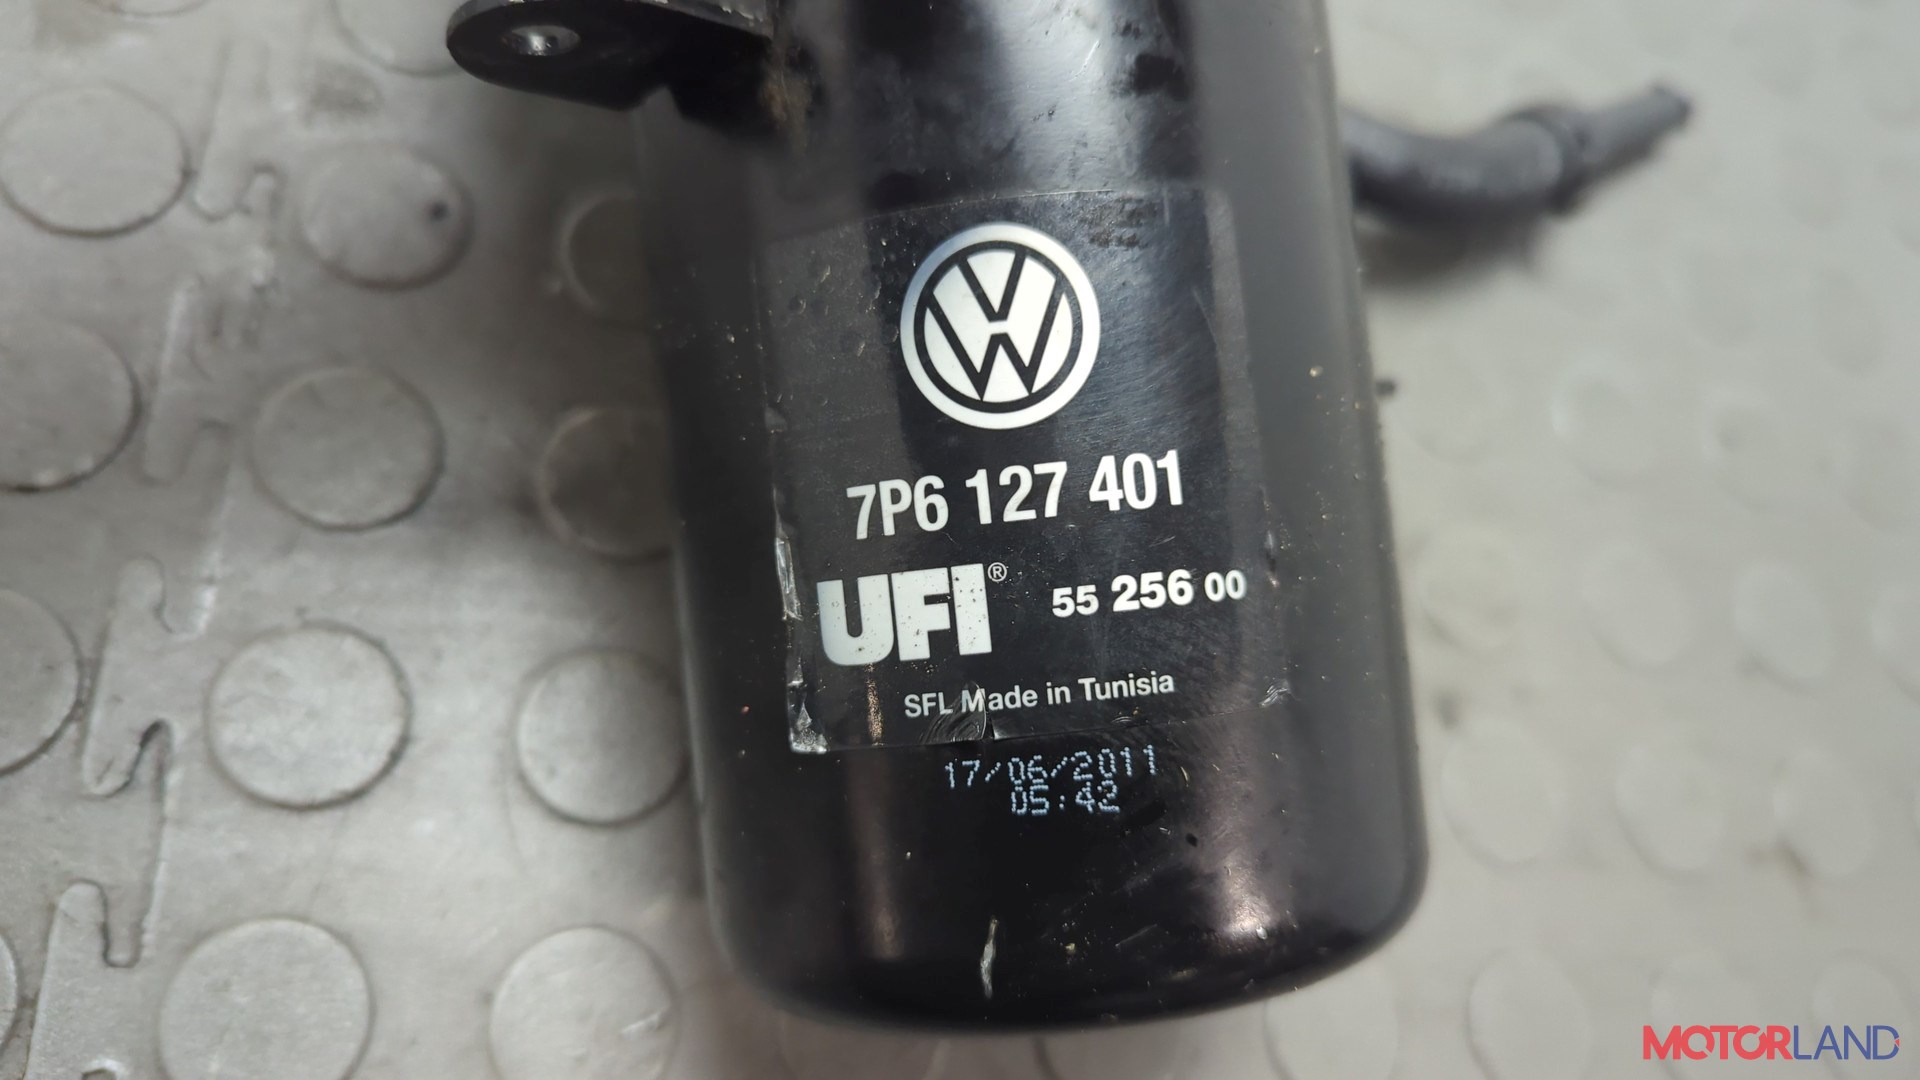 7P6 127 401
UFI® 55 256 00
SFL Made in Tunisia
17/06/2011
05:42
MOTORLAND